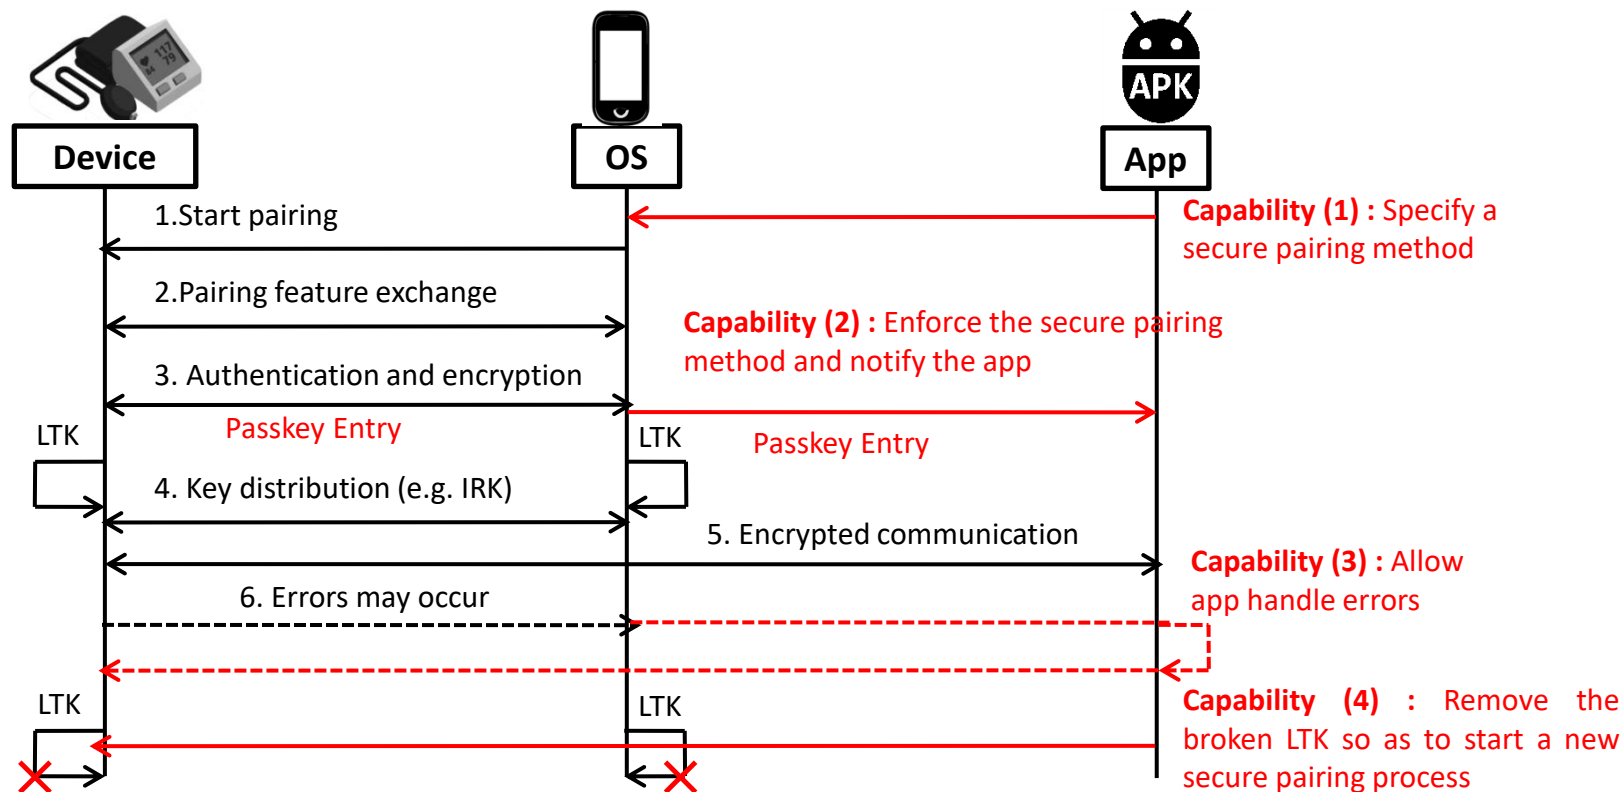 117
79
84
APK
Device
OS
App
1.Start pairing
Capability (1) : Specify a
secure pairing method
2.Pairing feature exchange
Capability (2) : Enforce the secure pairing
method and notify the app
3. Authentication and encryption
Passkey Entry
Passkey Entry
LTK
LTK
4. Key distribution (e.g. IRK)
5. Encrypted communication
Capability (3) : Allow
app handle errors
6. Errors may occur
LTK
LTK
Capability (4) : Remove the
broken LTK so as to start a new
secure pairing process